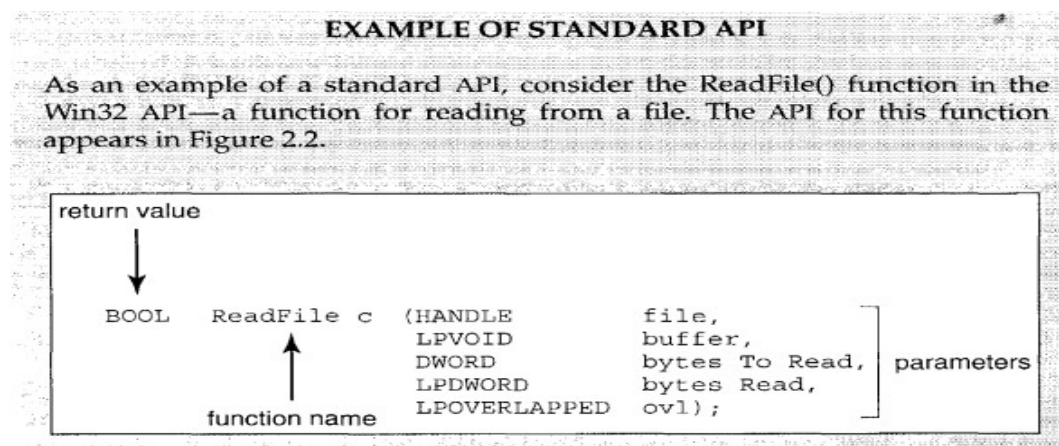 EXAMPLE OF STANDARD API
As an example of a standard API, consider the ReadFile() function in the
Win32 API—a function for reading from a file. The API for this function
appears in Figure 2.2.
return value
BOOL ReadFile c (HANDLE file,
LPVOID buffer,
DWORD bytes To Read,
LPDWORD bytes Read,
LPOVERLAPPED ovl);
parameters
function name